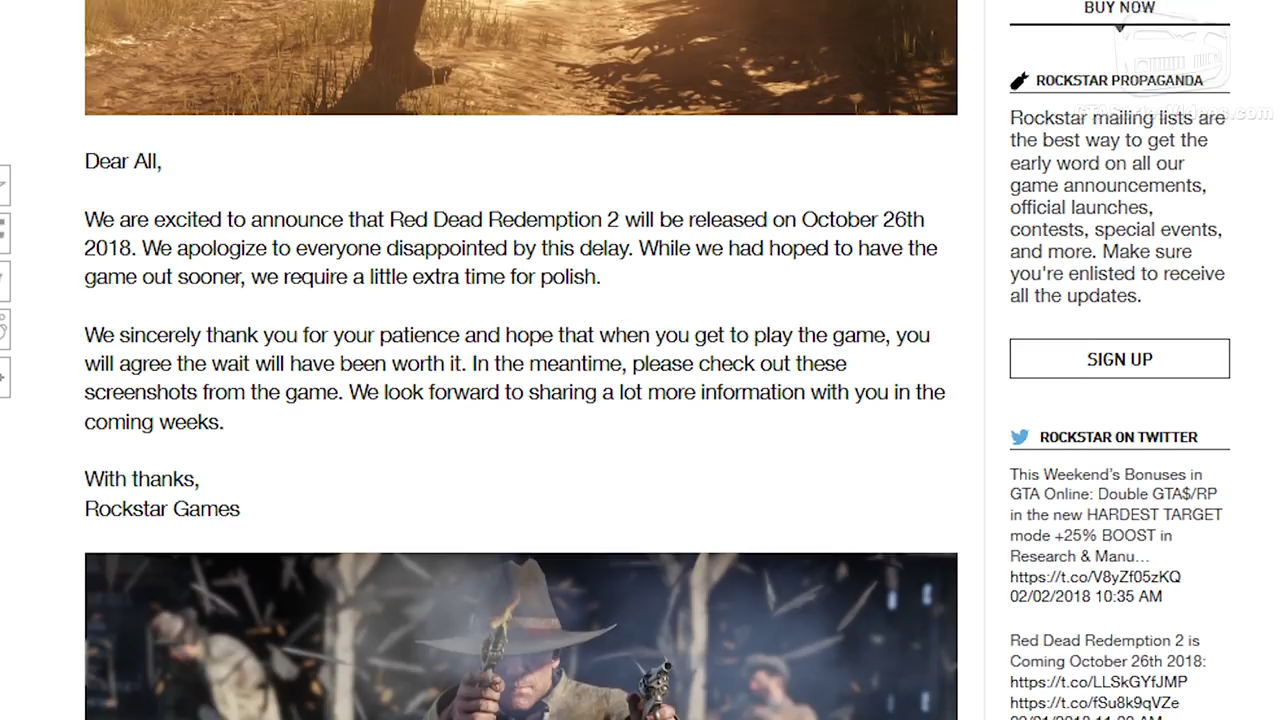 BUY NOW
ROCKSTAR PROPAGANDA
GTASeriesVideos.com
Rockstar mailing lists are
the best way to get the
early word on all our
game announcements,
official launches,
contests, special events,
and more. Make sure
you're enlisted to receive
all the updates.
SIGN UP
Dear All,
We are excited to announce that Red Dead Redemption 2 will be released on October 26th
2018. We apologize to everyone disappointed by this delay. While we had hoped to have the
game out sooner, we require a little extra time for polish.
We sincerely thank you for your patience and hope that when you get to play the game, you
will agree the wait will have been worth it. In the meantime, please check out these
screenshots from the game. We look forward to sharing a lot more information with you in the
coming weeks.
With thanks,
Rockstar Games
ROCKSTAR ON TWITTER
This Weekend's Bonuses in
GTA Online: Double GTA$/RP
in the new HARDEST TARGET
mode +25% BOOST in
Research & Manu…
https://t.co/V8yZf05zKQ
02/02/2018 10:35 AM
Red Dead Redemption 2 is
Coming October 26th 2018:
https://t.co/LLSkGYfJMP
https://t.co/fSu8k9qVZe